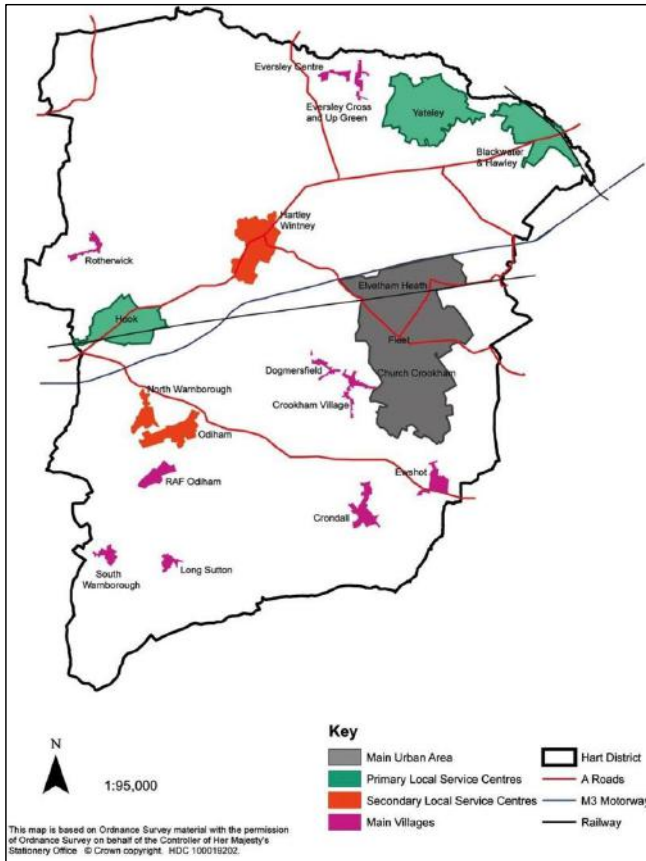 Eversley Centre
Eversley Cross
and Up Green
Yateley
Blackwater
& Hawley
Hartley
Wintney
Rotherwick
Elvetham Heath
Hook
Fleet
Dogmersfield
Church Crookham
North Warnborough
Crookham Village
Odiham
Ewshot
RAF Odiham
Crondall
South
Warnborough
Long Sutton
Key
N
Main Urban Area
Hart District
1:95,000
Primary Local Service Centres
A Roads
Secondary Local Service Centres
M3 Motorway
Main Villages
Railway
This map is based on Ordnance Survey material with the permission
of Ordnance Survey on behalf of the Controller of Her Majesty's
Stationery Office © Crown copyright. HDC 100019202.